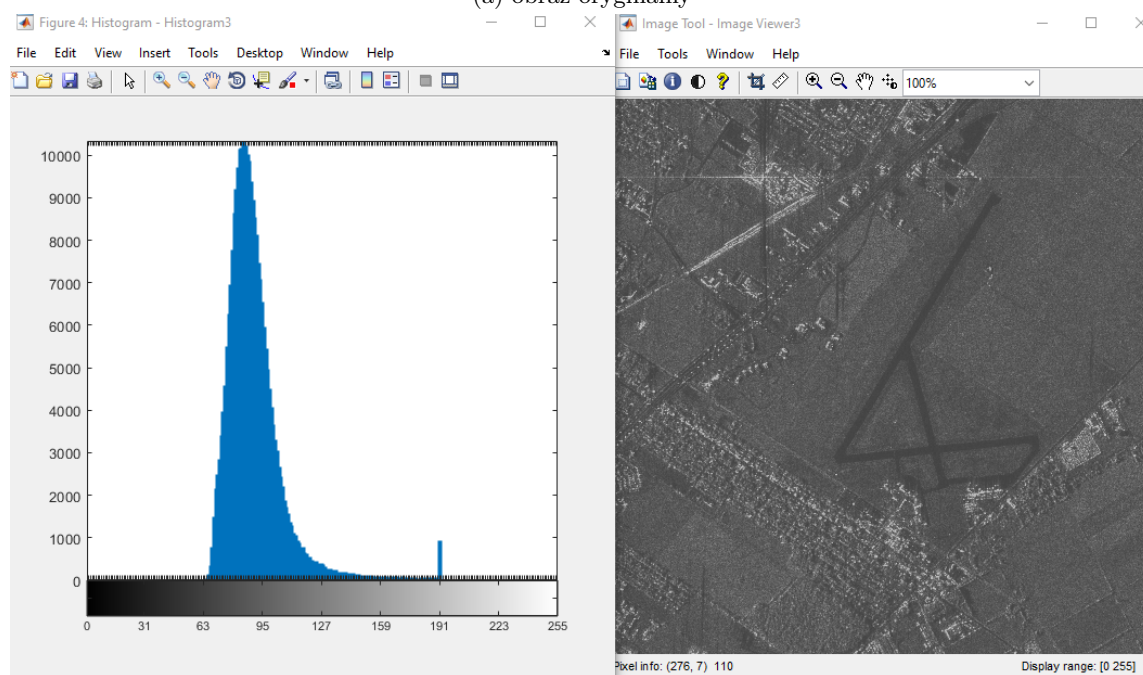 (a) obraz oryginalny
Figure 4: Histogram - Histogram3
File Edit View Insert Tools Desktop Window Help
10000
9000
8000
7000
6000
5000
4000
3000
2000
1000
0
0 31 63 95 127 159 191 223 255
Image Tool - Image Viewer3
File Tools Window Help
100%
Pixel info: (276, 7) 110
Display range: [0 255]